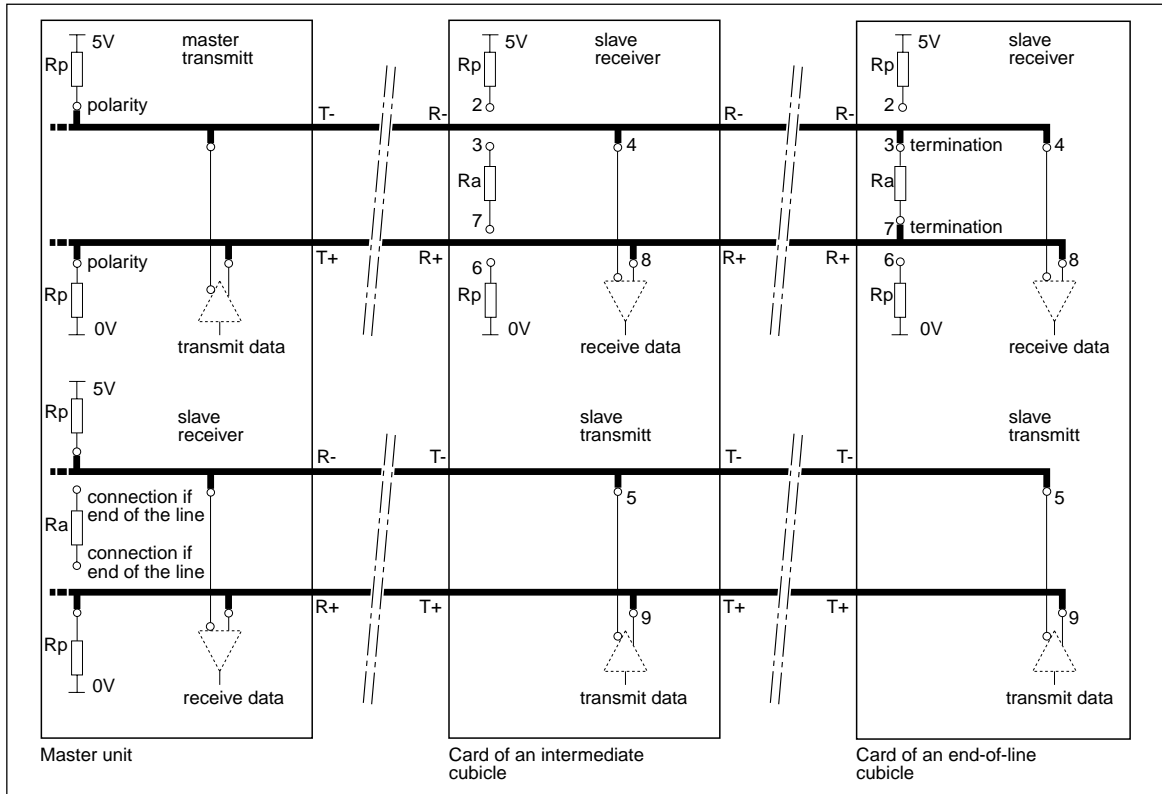 5V
master
transmitt
Rp
polarity
T-
polarity
T+
Rp
0V
transmit data
5V
Rp
slave
receiver
R-
connection if
end of the line
Ra
connection if
end of the line
R+
Rp
0V
receive data
Master unit
5V
slave
receiver
Rp
2
R-
R-
3
4
Ra
7
R+
R+
6
8
Rp
0V
receive data
slave
transmitt
T-
T-
5
T+
T+
9
transmit data
Card of an intermediate
cubicle
5V
slave
receiver
Rp
2
R-
3
termination
4
Ra
7
termination
R+
6
8
Rp
0V
receive data
slave
transmitt
T-
5
T+
9
transmit data
Card of an end-of-line
cubicle